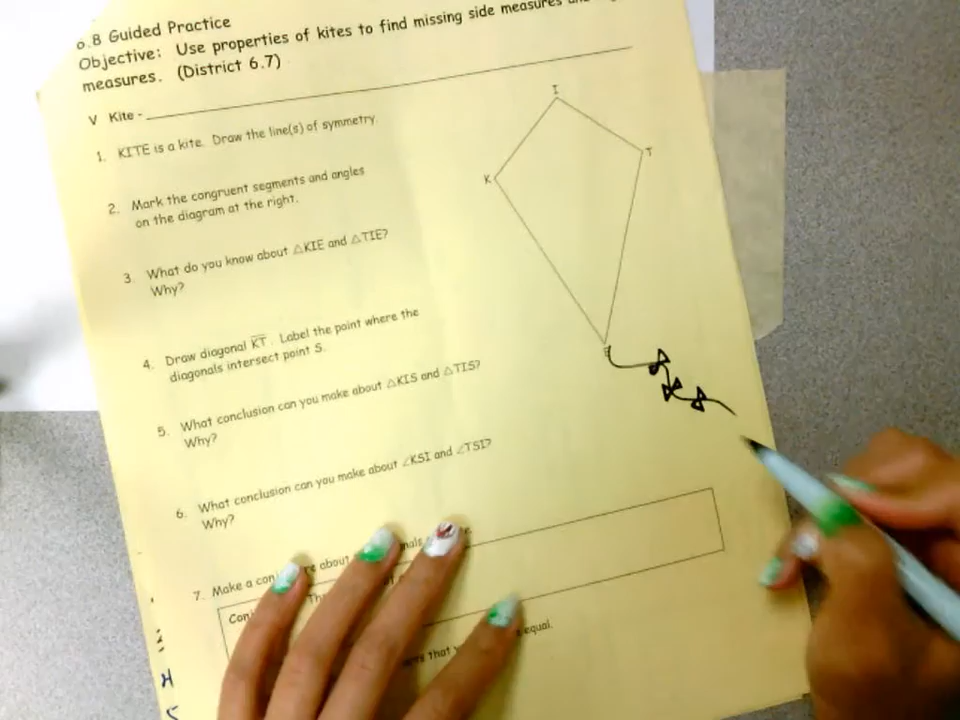 6.8 Guided Practice
Objective: Use properties of kites to find missing side measures
measures. (District 6.7)
V Kite -
1. KITE is a kite. Draw the line(s) of symmetry.
2. Mark the congruent segments and angles
on the diagram at the right.
3. What do you know about △KIE and △TIE?
Why?
4. Draw diagonal K̅T̅. Label the point where the
diagonals intersect point S.
5. What conclusion can you make about △KIS and △TIS?
Why?
6. What conclusion can you make about ∠KSI and ∠TSI?
Why?
7. Make a about
equal.
I
T
K
E